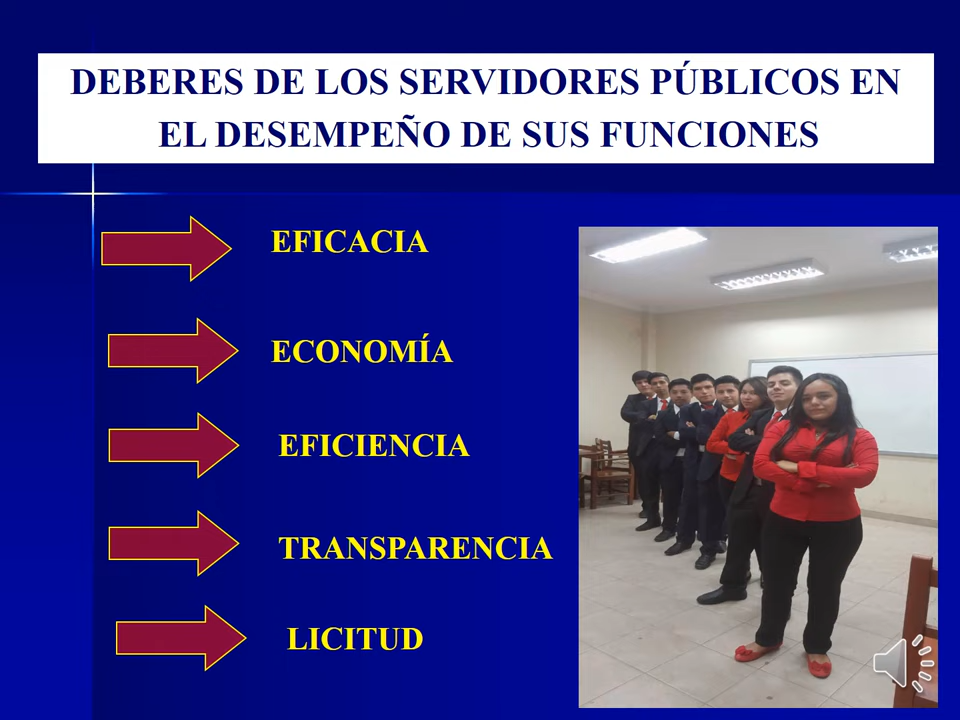 DEBERES DE LOS SERVIDORES PÚBLICOS EN
EL DESEMPEÑO DE SUS FUNCIONES
EFICACIA
ECONOMÍA
EFICIENCIA
TRANSPARENCIA
LICITUD